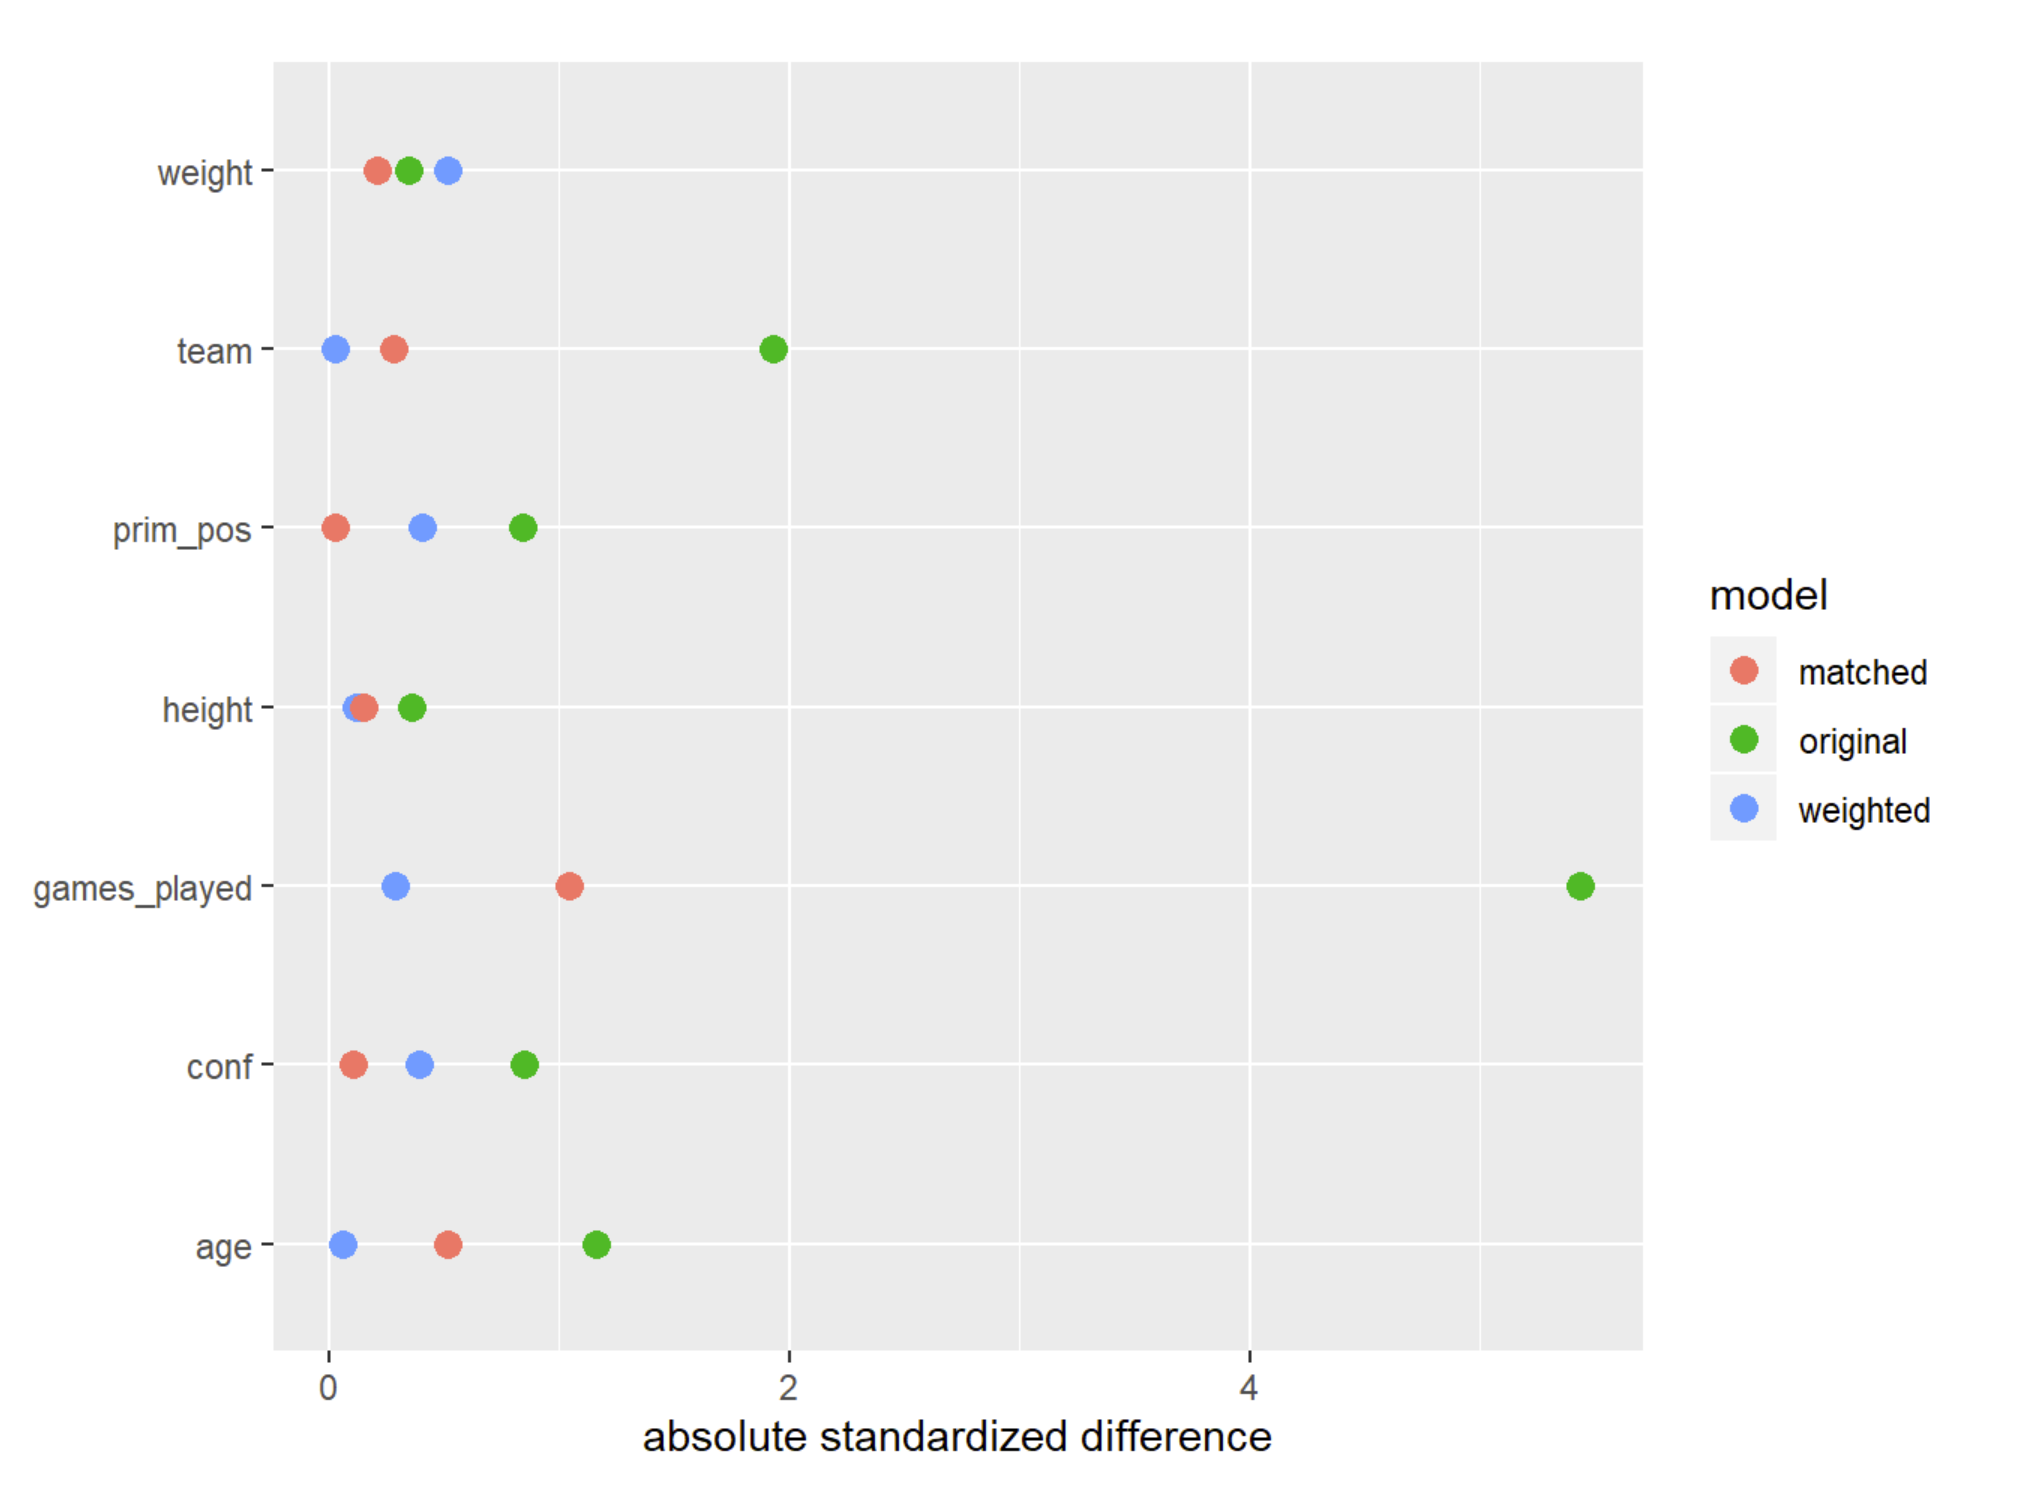 weight
team
prim_pos
height
games_played
conf
age
0 2 4
absolute standardized difference
model
matched
original
weighted